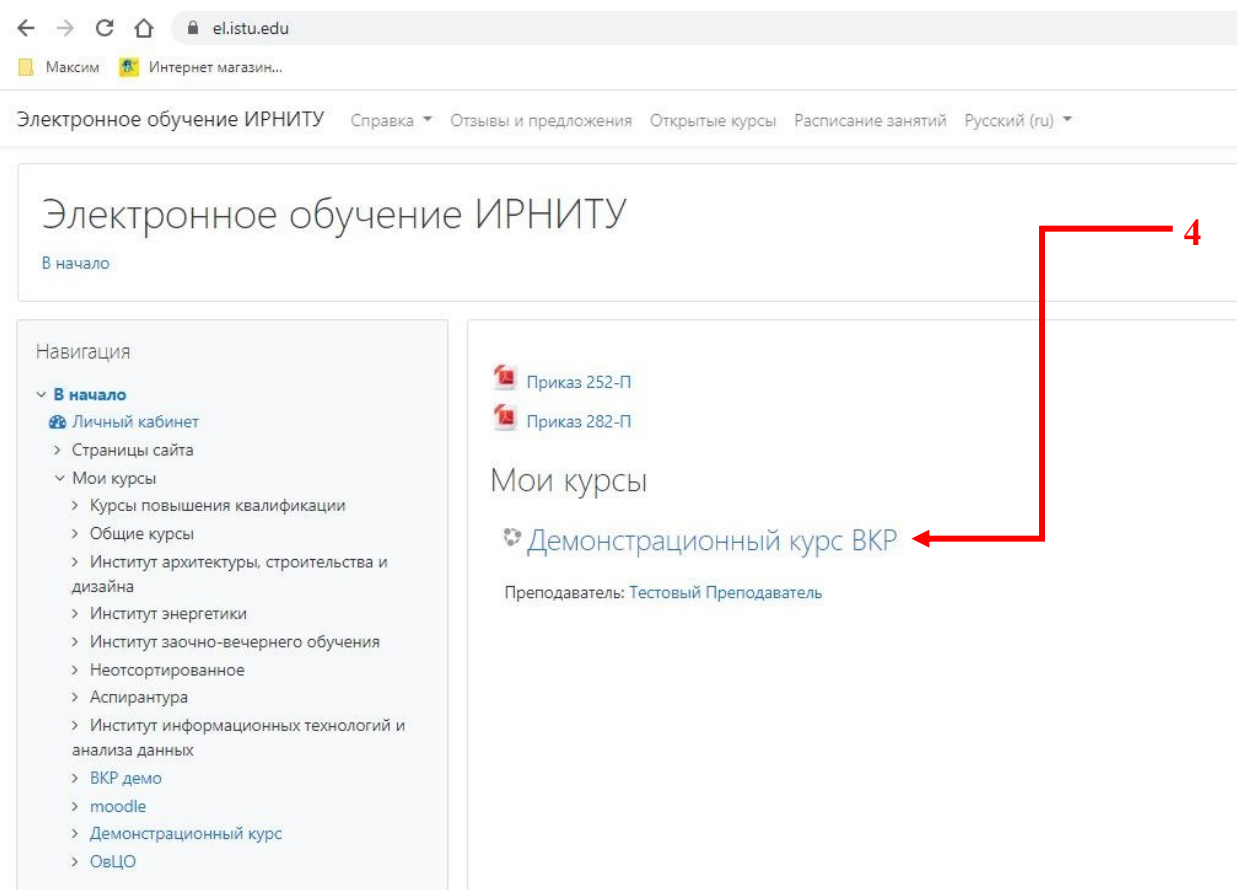 el.istu.edu
Максим Интернет магазин...
Электронное обучение ИРНИТУ Справка Отзывы и предложения Открытые курсы Расписание занятий Русский (ru)
Электронное обучение ИРНИТУ
В начало
4
Навигация
В начало
Личный кабинет
Страницы сайта
Мои курсы
Курсы повышения квалификации
Общие курсы
Институт архитектуры, строительства и
дизайна
Институт энергетики
Институт заочно-вечернего обучения
Неотсортированное
Аспирантура
Институт информационных технологий и
анализа данных
ВКР демо
moodle
Демонстрационный курс
ОвЦО
Приказ 252-П
Приказ 282-П
Мои курсы
Демонстрационный курс ВКР
Преподаватель: Тестовый Преподаватель